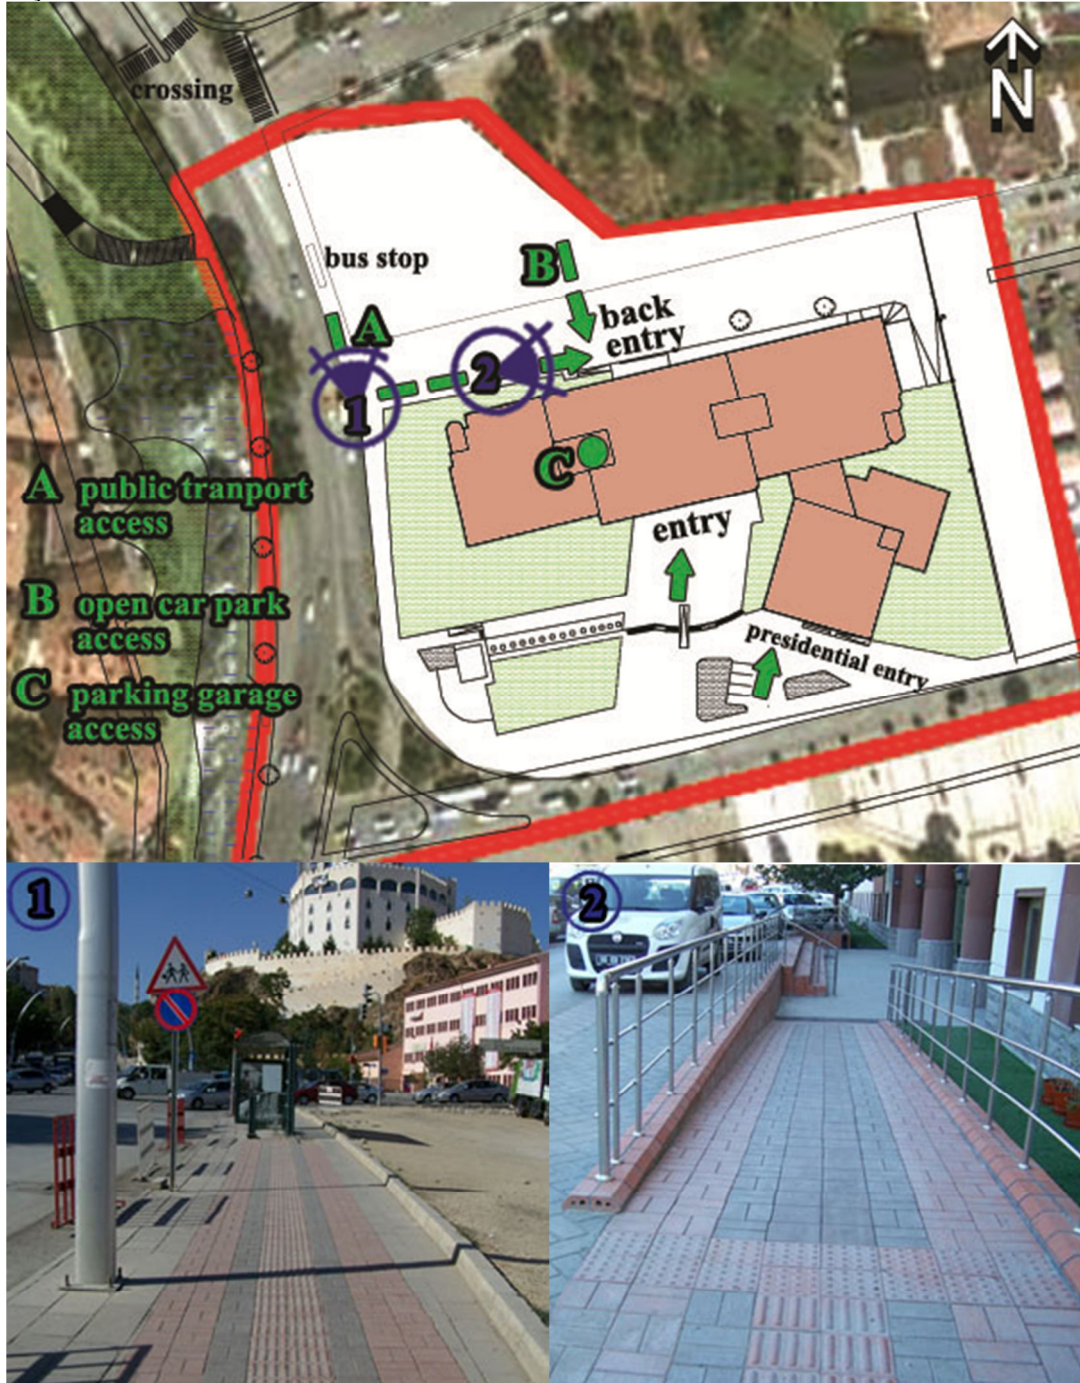 crossing
N
bus stop
B
A
back
entry
2
1
C
entry
A public tranport
access
B open car park
access
C parking garage
access
presidential entry
1
2